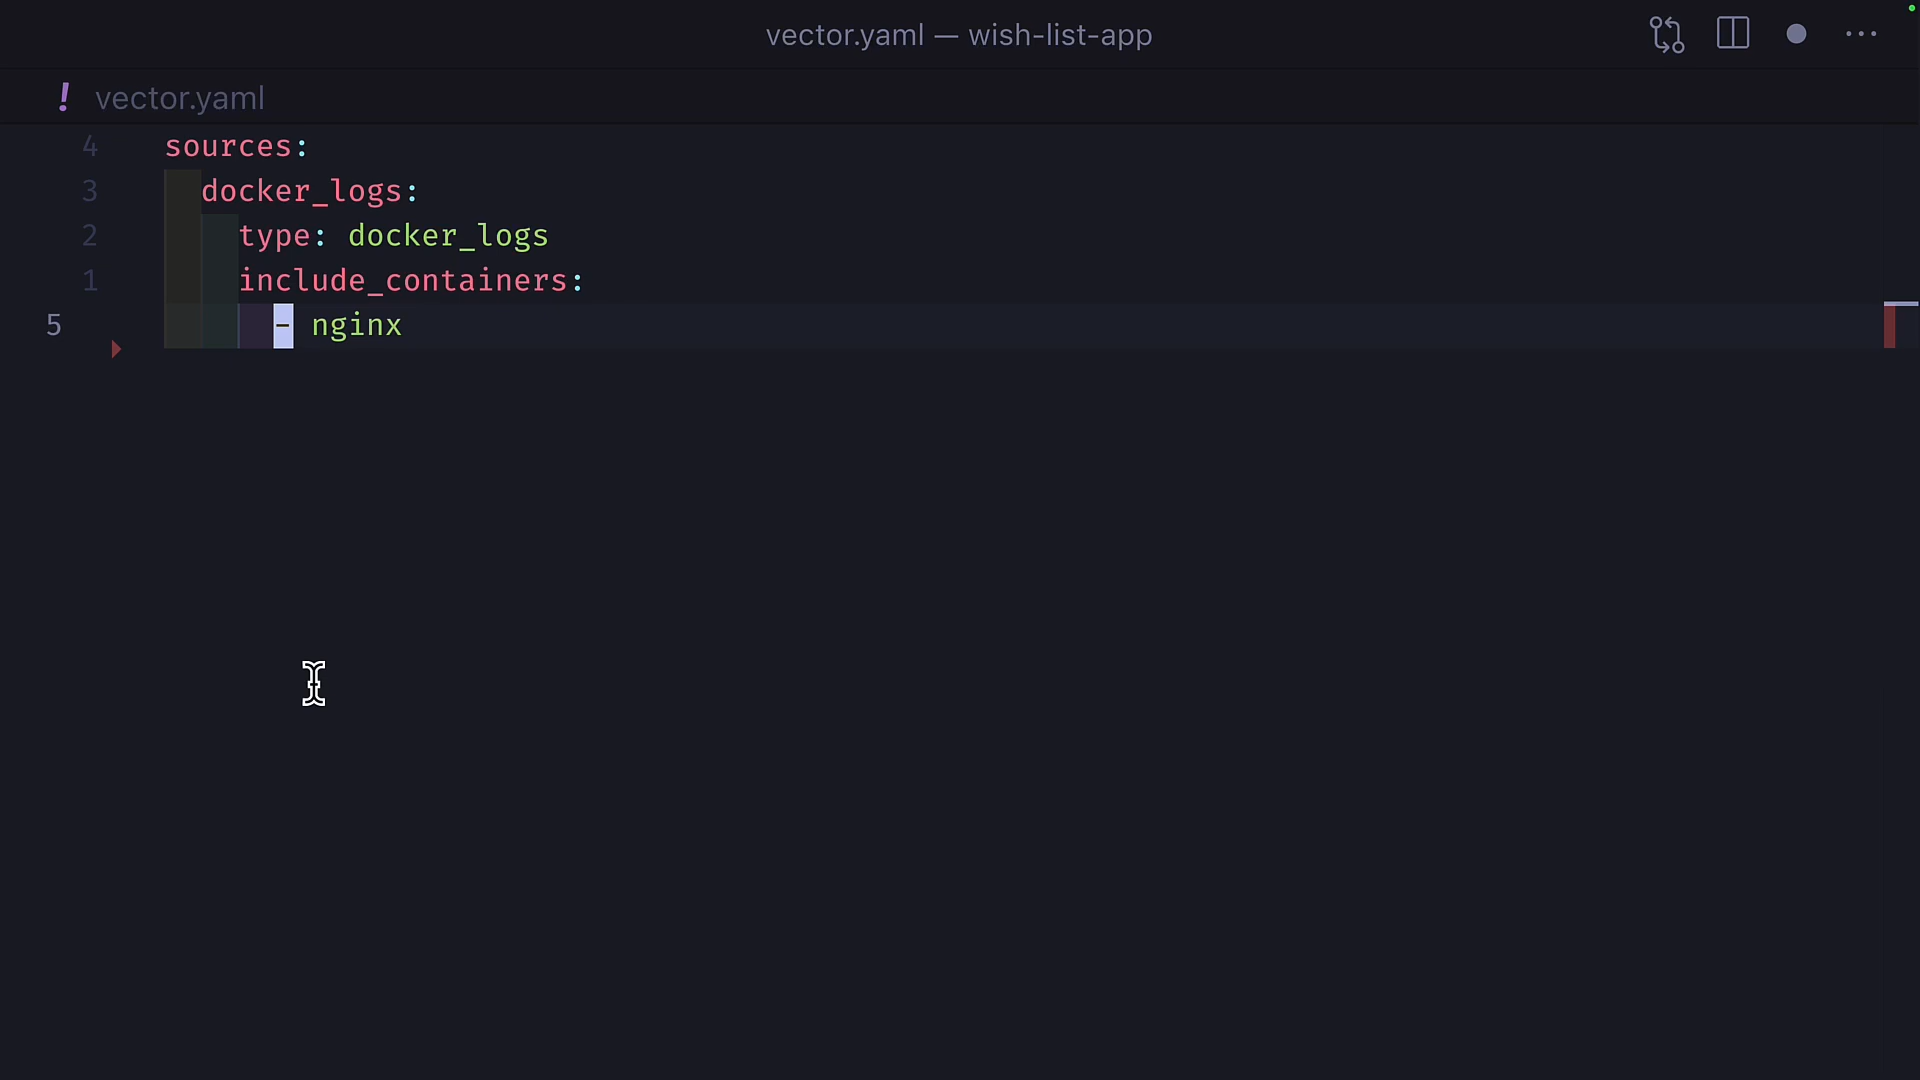 vector.yaml — wish-list-app
! vector.yaml
4 sources:
3 docker_logs:
2 type: docker_logs
1 include_containers:
5 - nginx